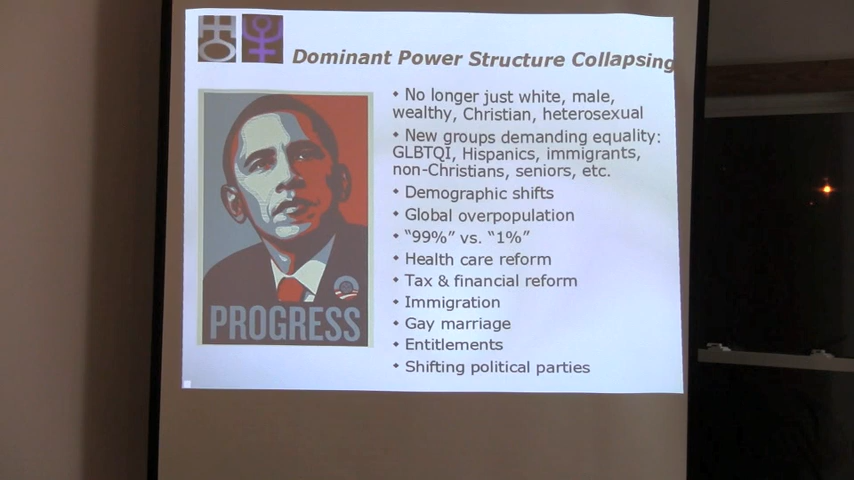 Dominant Power Structure Collapsing
• No longer just white, male,
wealthy, Christian, heterosexual
• New groups demanding equality:
GLBTQI, Hispanics, immigrants,
non-Christians, seniors, etc.
• Demographic shifts
• Global overpopulation
• “99%” vs. “1%”
• Health care reform
• Tax & financial reform
• Immigration
• Gay marriage
• Entitlements
• Shifting political parties
PROGRESS